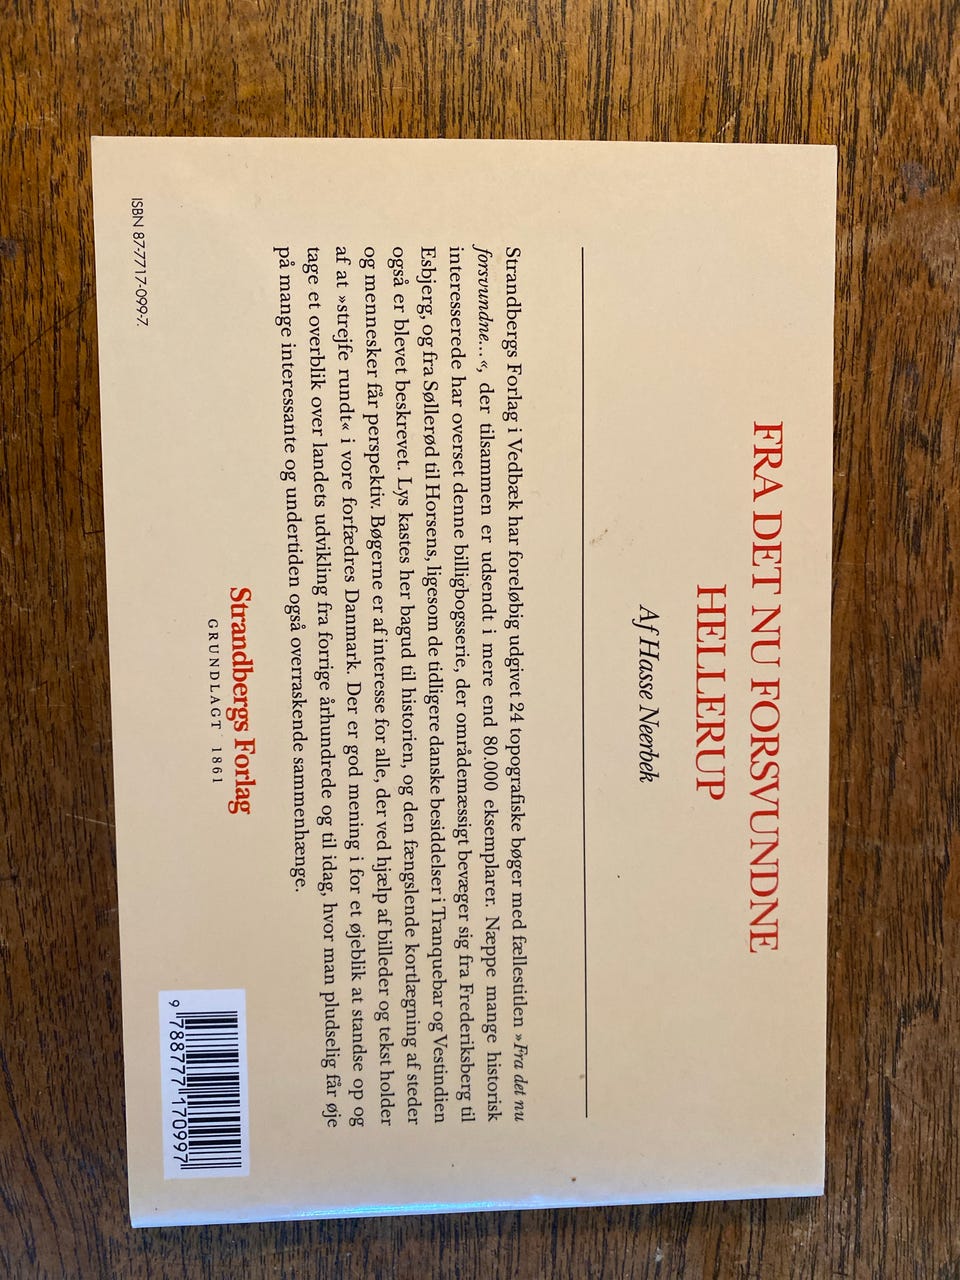 FRA DET NU FORSVUNDNE
HELLERUP
Af Hasse Neerbek
Strandbergs Forlag i Vedbæk har foreløbig udgivet 24 topografiske bøger med fællestitlen »Fra det nu
forsvundne...«, der tilsammen er udsendt i mere end 80.000 eksemplarer. Næppe mange historisk
interesserede har overset denne billigbogsserie, der områdemæssigt bevæger sig fra Frederiksberg til
Esbjerg, og fra Søllerød til Horsens, ligesom de tidligere danske besiddelser i Tranquebar og Vestindien
også er blevet beskrevet. Lys kastes her bagud til historien, og den fængslende kortlægning af steder
og mennesker får perspektiv. Bøgerne er af interesse for alle, der ved hjælp af billeder og tekst holder
af at »strejfe rundt« i vore forfædres Danmark. Der er god mening i for et øjeblik at standse op og
tage et overblik over landets udvikling fra forrige århundrede og til idag, hvor man pludselig får øje
på mange interessante og undertiden også overraskende sammenhænge.
Strandbergs Forlag
GRUNDLAGT 1861
ISBN 87-7717-099-7.
9 788777 170997